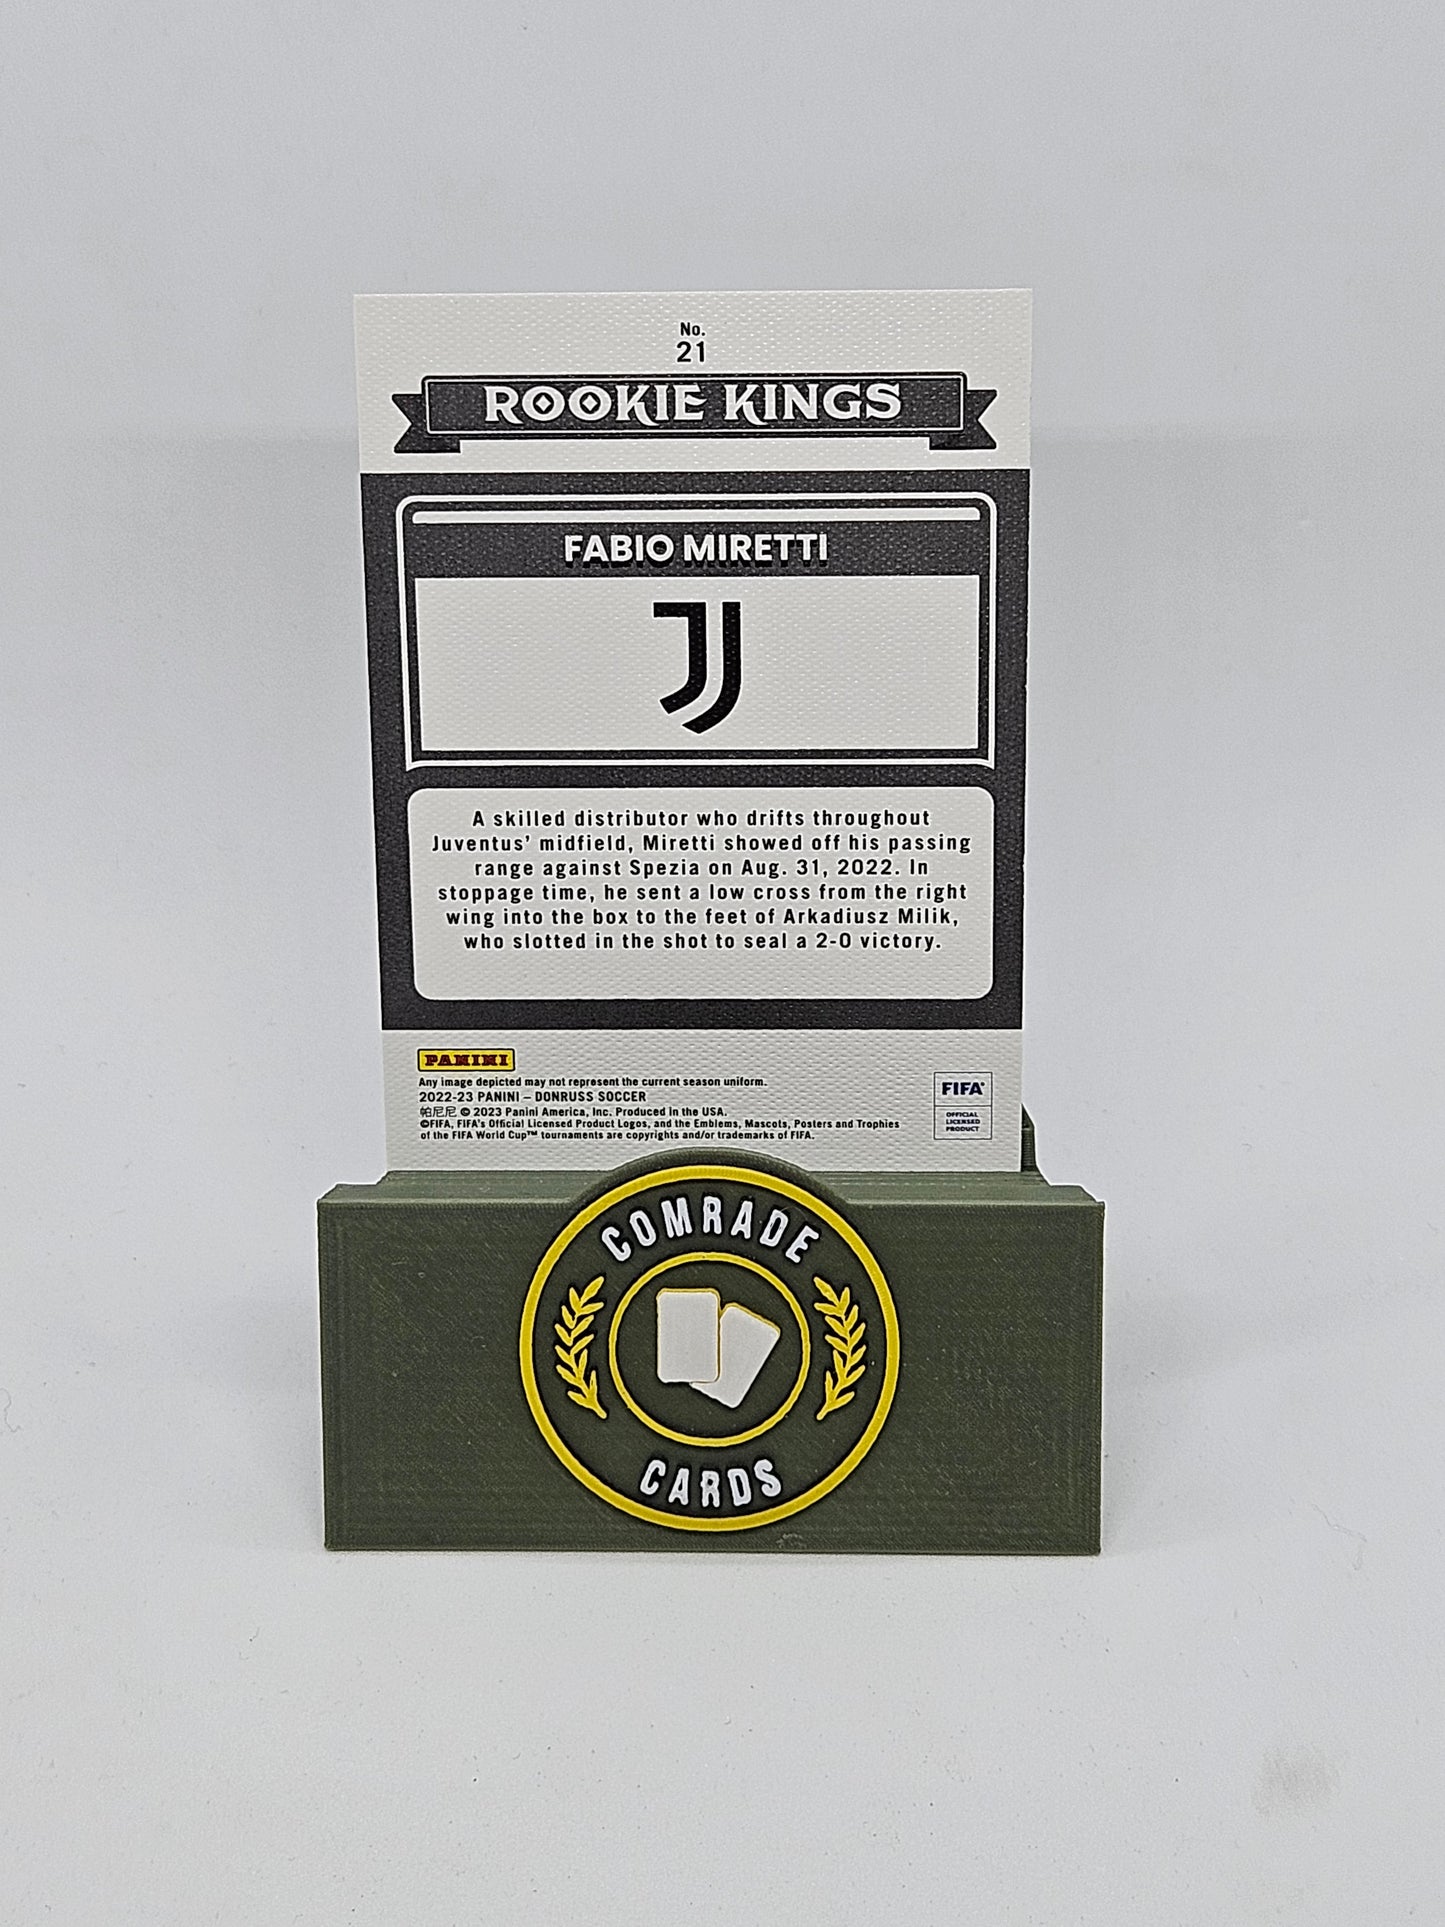 No.
21
ROOKIE KINGS
FABIO MIRETTI
A skilled distributor who drifts throughout
Juventus' midfield, Miretti showed off his passing
range against Spezia on Aug. 31, 2022. In
stoppage time, he sent a low cross from the right
wing into the box to the feet of Arkadiusz Milik,
who slotted in the shot to seal a 2-0 victory.
PANINI
Any image depicted may not represent the current season uniform.
2022-23 PANINI – DONRUSS SOCCER
帕尼尼 © 2023 Panini America, Inc. Produced in the USA.
©FIFA, FIFA's Official Licensed Product Logos, and the Emblems, Mascots, Posters and Trophies
of the FIFA World Cup™ tournaments are copyrights and/or trademarks of FIFA.
FIFA®
OFFICIAL
LICENSED
PRODUCT
COMRADE
CARDS